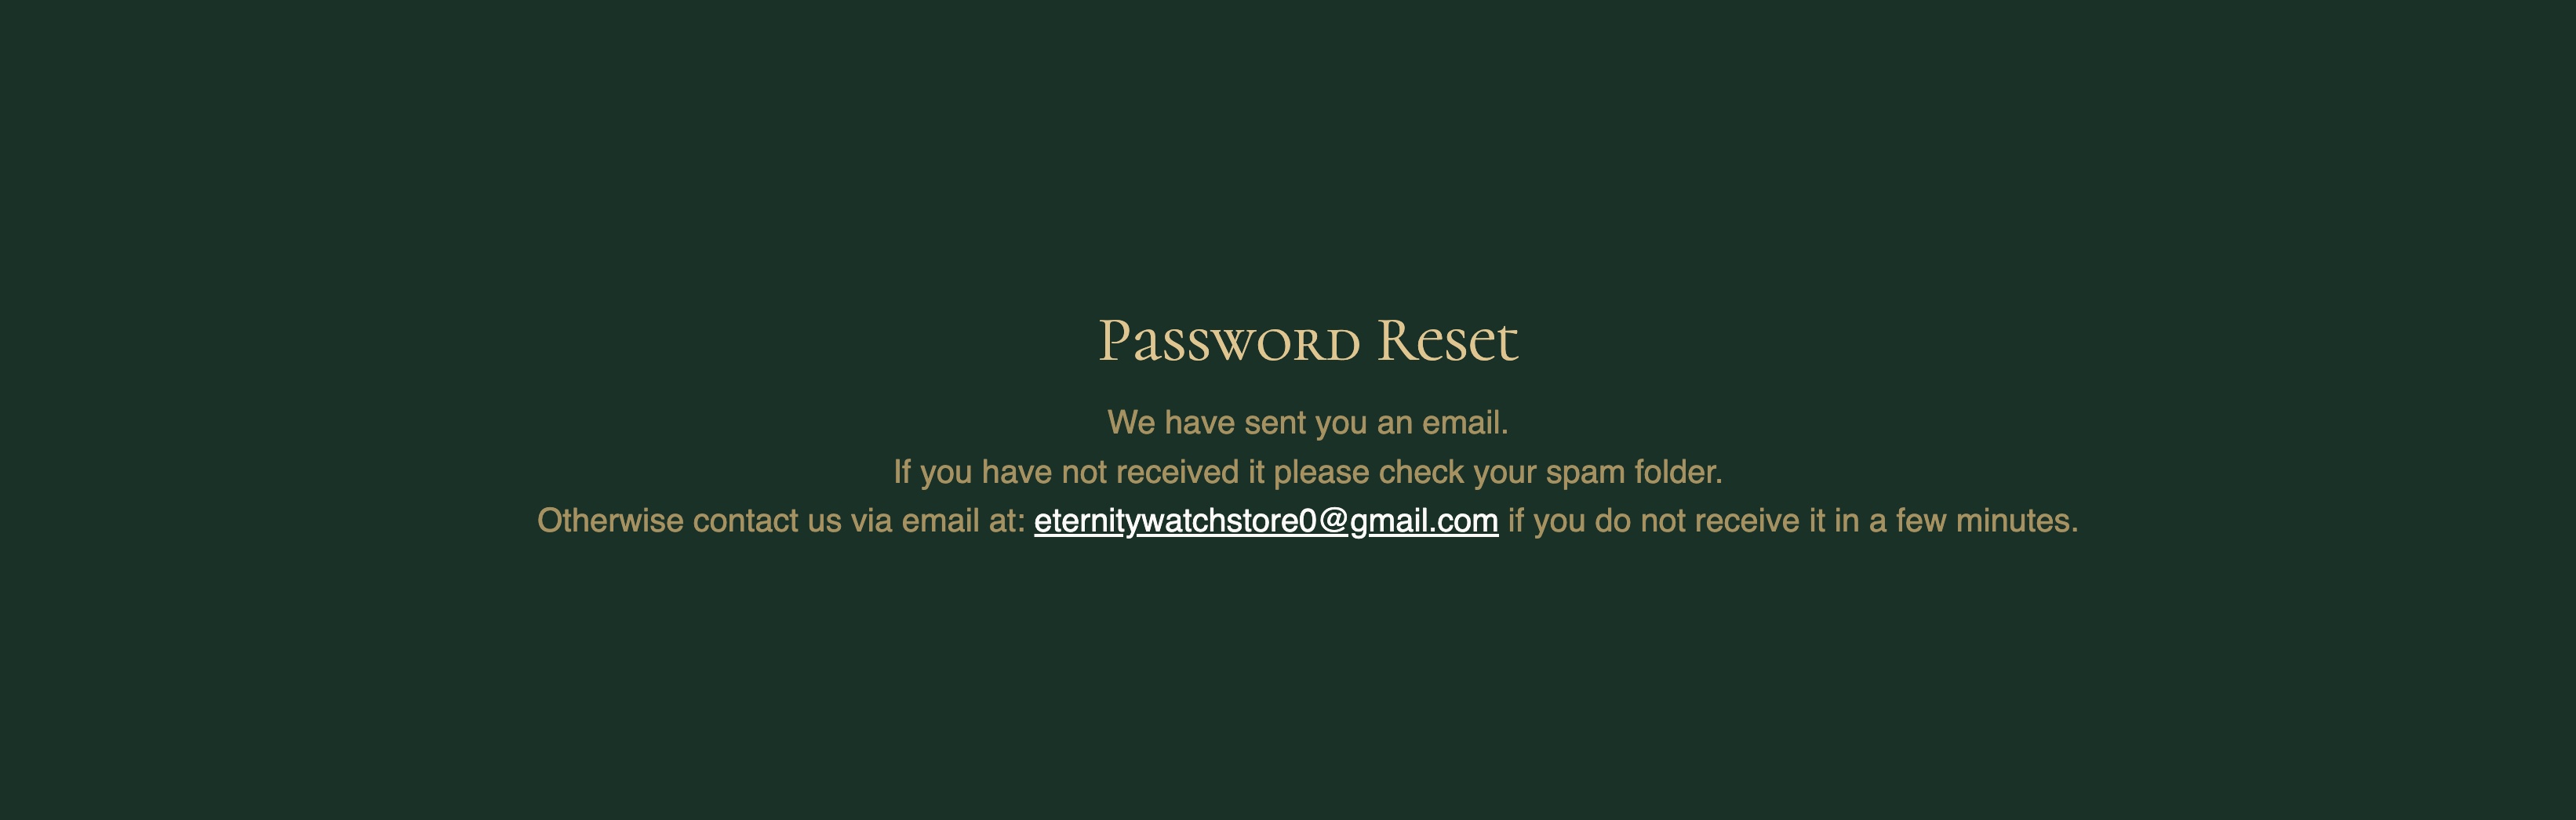 Password Reset
We have sent you an email.
If you have not received it please check your spam folder.
Otherwise contact us via email at: eternitywatchstore0@gmail.com if you do not receive it in a few minutes.